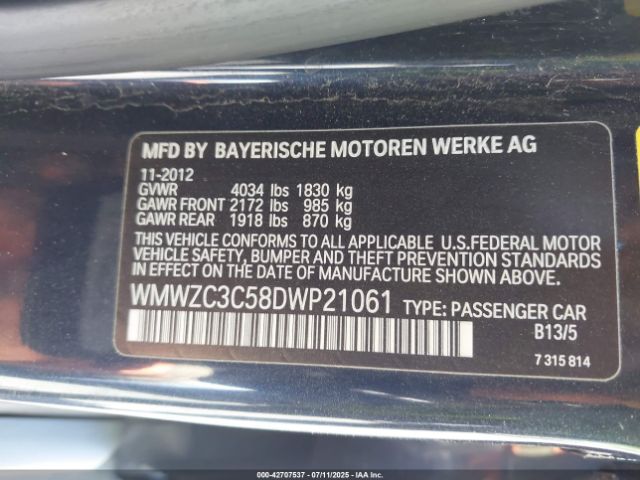 MFD BY BAYERISCHE MOTOREN WERKE AG
11-2012
GVWR 4034 lbs 1830 kg
GAWR FRONT 2172 lbs 985 kg
GAWR REAR 1918 lbs 870 kg
THIS VEHICLE CONFORMS TO ALL APPLICABLE U.S.FEDERAL MOTOR
VEHICLE SAFETY, BUMPER, AND THEFT PREVENTION STANDARDS
IN EFFECT ON THE DATE OF MANUFACTURE SHOWN ABOVE.
WMWZC3C58DWP21061 TYPE: PASSENGER CAR
B13/5
7 315 814
000-42707537 - 07/11/2025 - IAAI.COM